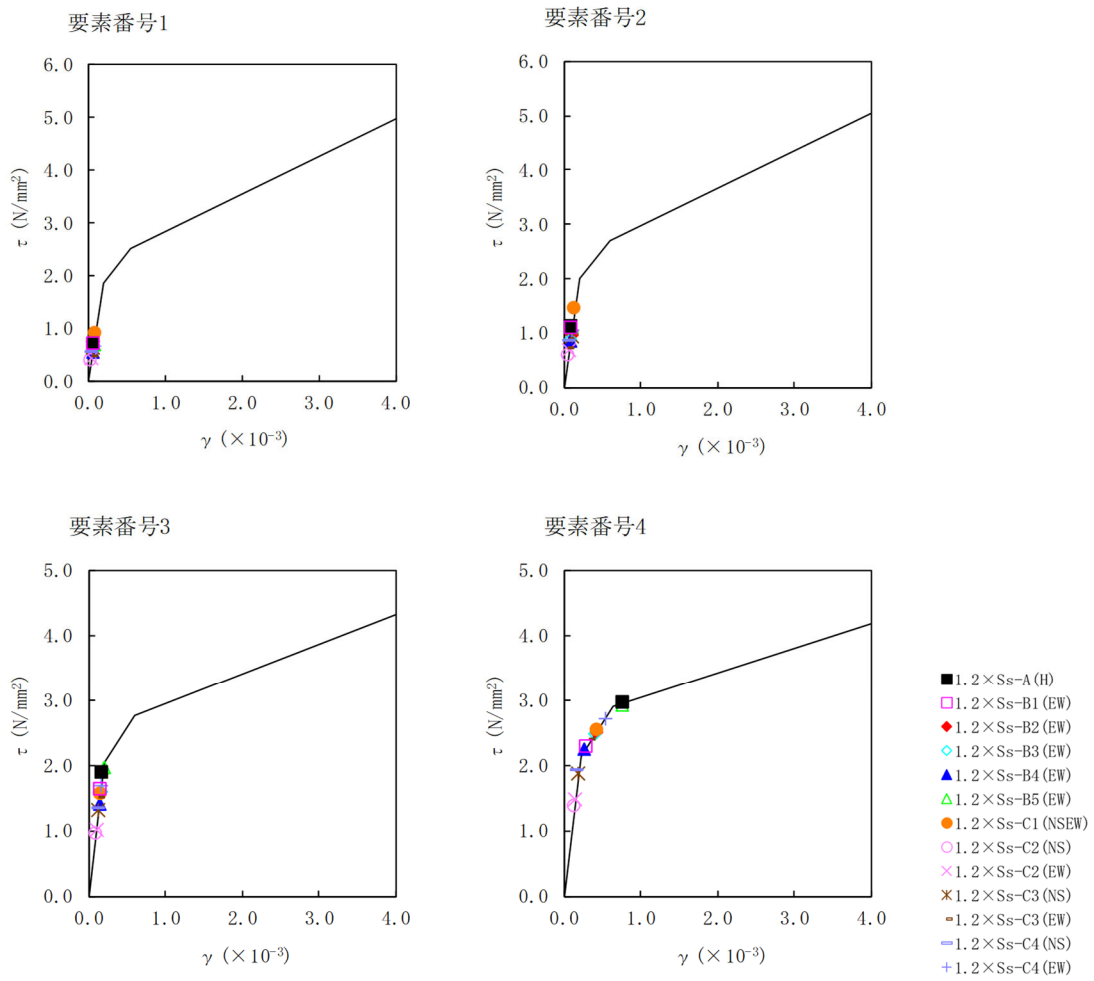 要素番号1
6.0
5.0
4.0
3.0
2.0
1.0
0.0
τ (N/mm²)
0.0 1.0 2.0 3.0 4.0
γ (×10⁻³)
要素番号2
6.0
5.0
4.0
3.0
2.0
1.0
0.0
τ (N/mm²)
0.0 1.0 2.0 3.0 4.0
γ (×10⁻³)
要素番号3
5.0
4.0
3.0
2.0
1.0
0.0
τ (N/mm²)
0.0 1.0 2.0 3.0 4.0
γ (×10⁻³)
要素番号4
5.0
4.0
3.0
2.0
1.0
0.0
τ (N/mm²)
0.0 1.0 2.0 3.0 4.0
γ (×10⁻³)
1.2×Ss-A(H)
1.2×Ss-B1(EW)
1.2×Ss-B2(EW)
1.2×Ss-B3(EW)
1.2×Ss-B4(EW)
1.2×Ss-B5(EW)
1.2×Ss-C1(NSEW)
1.2×Ss-C2(NS)
1.2×Ss-C2(EW)
1.2×Ss-C3(NS)
1.2×Ss-C3(EW)
1.2×Ss-C4(NS)
1.2×Ss-C4(EW)